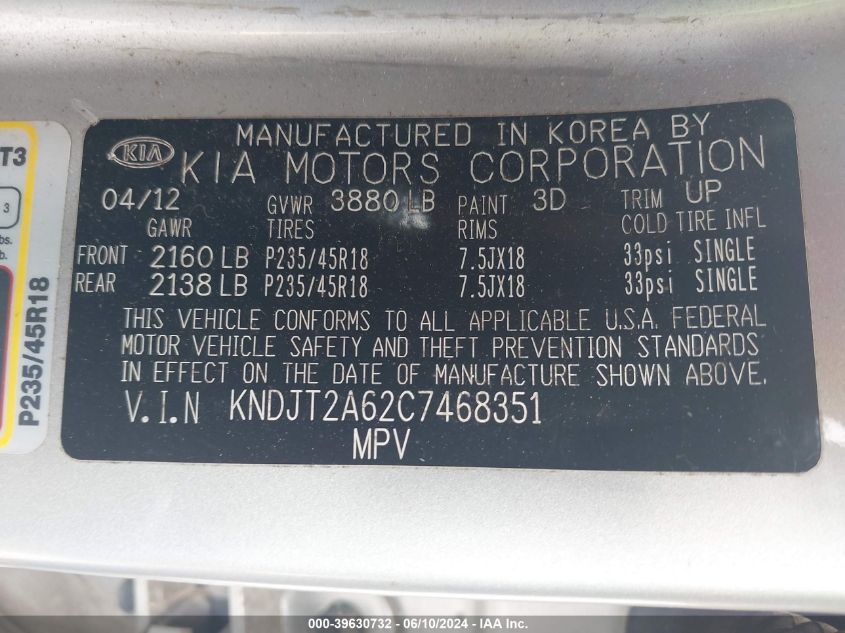 MANUFACTURED IN KOREA BY
KIA KIA MOTORS CORPORATION
04/12 GVWR 3880 LB PAINT 3D TRIM UP
GAWR TIRES RIMS COLD TIRE INFL
FRONT 2160 LB P235/45R18 7.5JX18 33psi SINGLE
REAR 2138 LB P235/45R18 7.5JX18 33psi SINGLE
THIS VEHICLE CONFORMS TO ALL APPLICABLE U.S.A. FEDERAL
MOTOR VEHICLE SAFETY AND THEFT PREVENTION STANDARDS
IN EFFECT ON THE DATE OF MANUFACTURE SHOWN ABOVE.
V.I.N KNDJT2A62C7468351
MPV
T3
3
lbs.
b.
P235/45R18
000-39630732 - 06/10/2024 - IAA Inc.